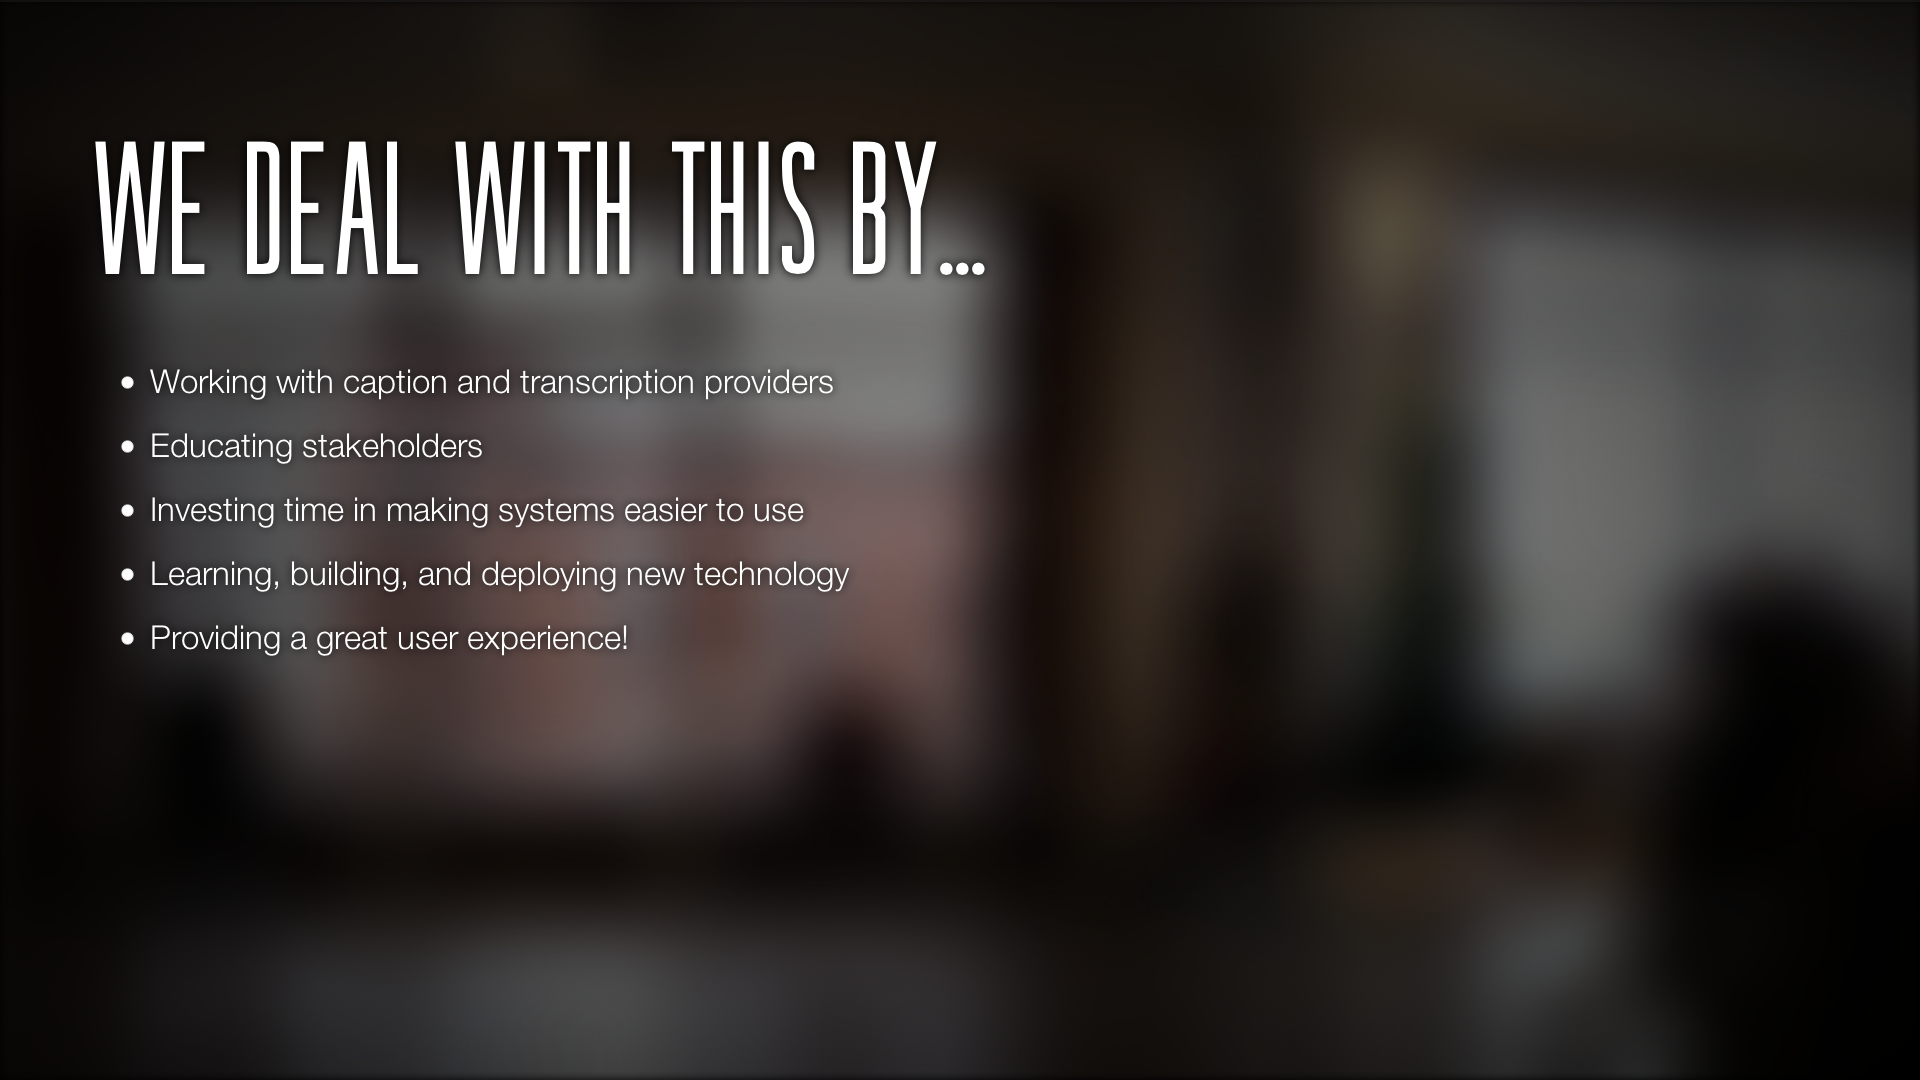 WE DEAL WITH THIS BY...
• Working with caption and transcription providers
• Educating stakeholders
• Investing time in making systems easier to use
• Learning, building, and deploying new technology
• Providing a great user experience!